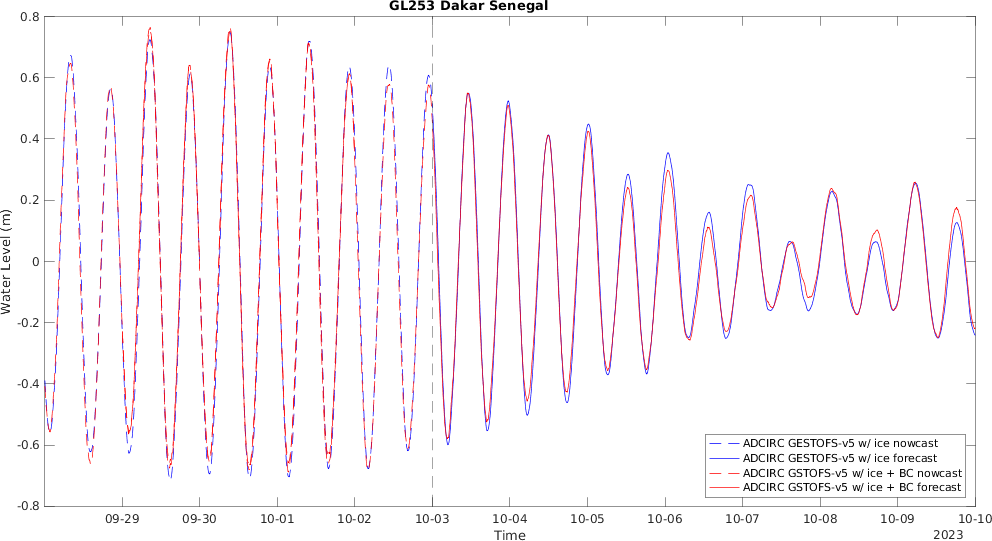 GL253 Dakar Senegal
0.8
0.6
0.4
0.2
0
-0.2
-0.4
-0.6
-0.8
Water Level (m)
ADCIRC GESTOFS-v5 w/ ice nowcast
ADCIRC GESTOFS-v5 w/ ice forecast
ADCIRC GSTOFS-v5 w/ ice + BC nowcast
ADCIRC GSTOFS-v5 w/ ice + BC forecast
09-29 09-30 10-01 10-02 10-03 10-04 10-05 10-06 10-07 10-08 10-09 10-10
Time 2023